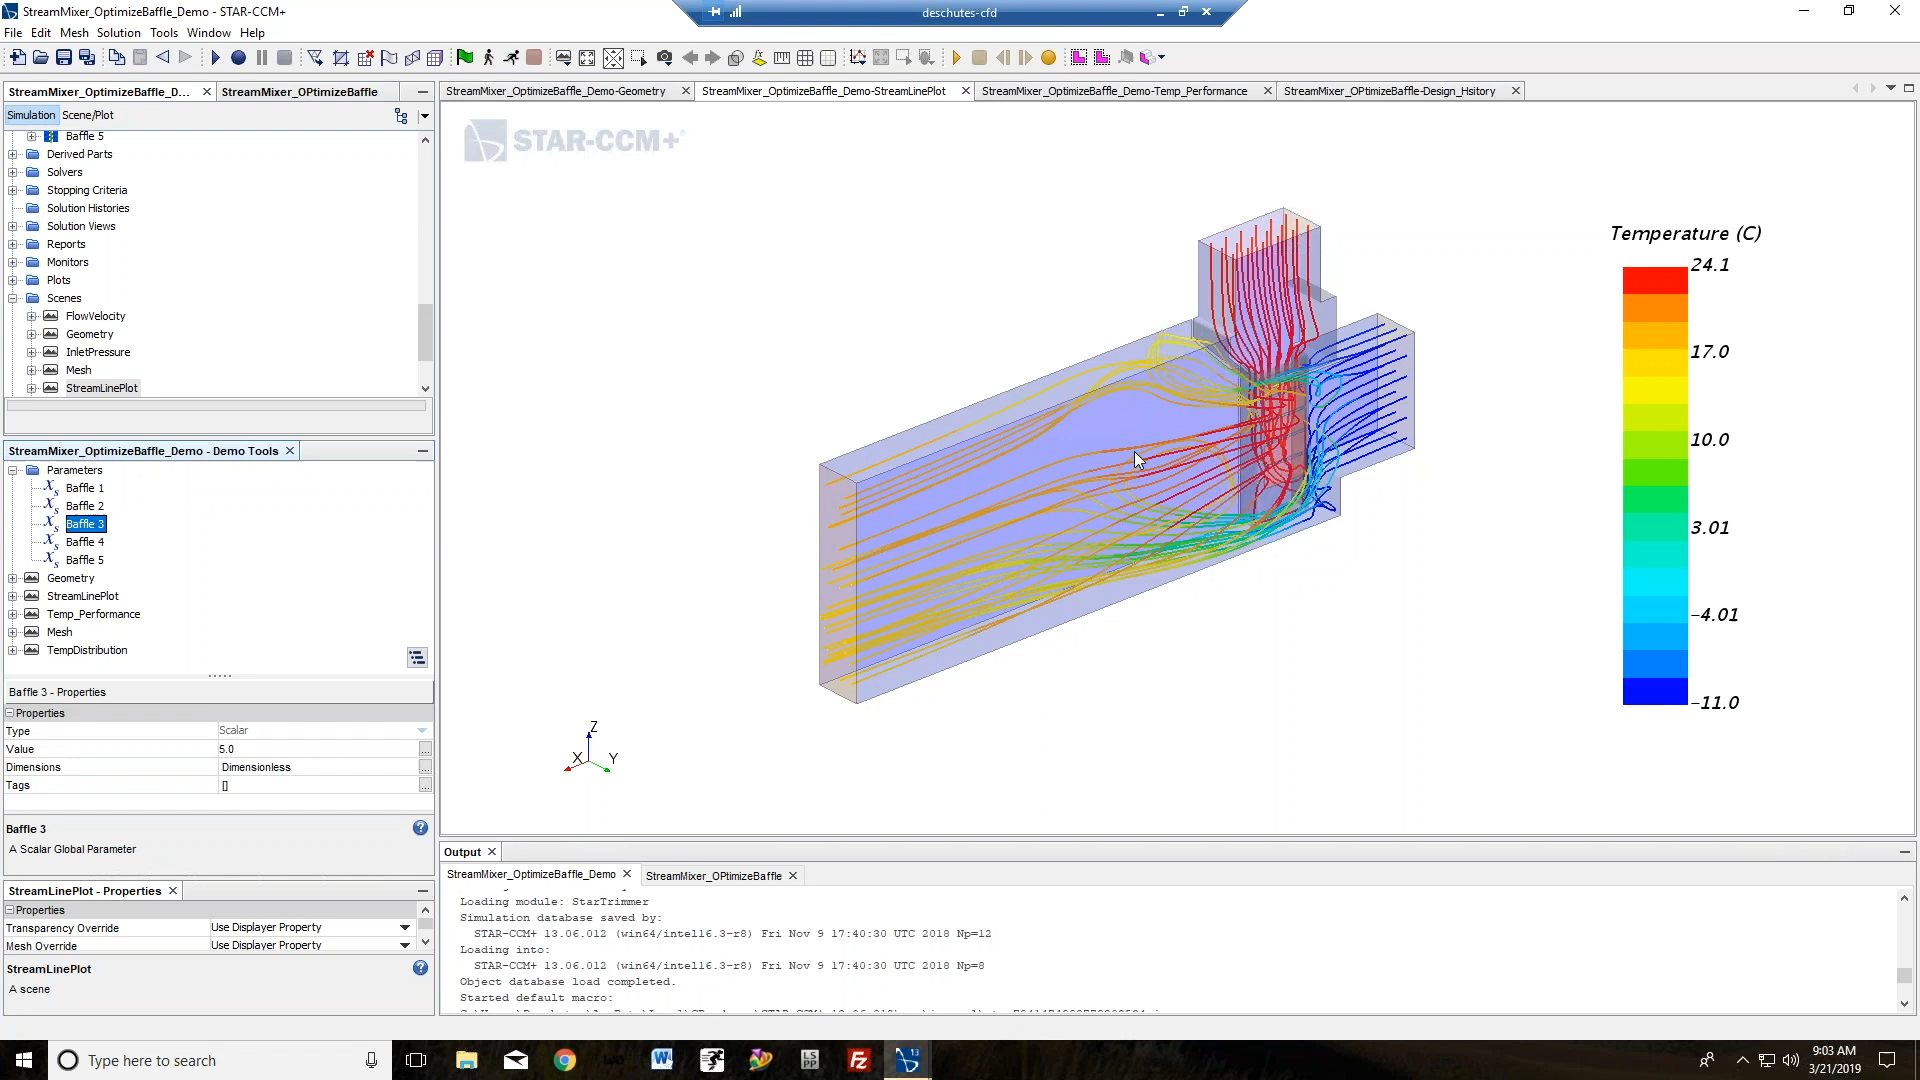 StreamMixer_OptimizeBaffle_Demo - STAR-CCM+
deschutes-cfd
File Edit Mesh Solution Tools Window Help
StreamMixer_OptimizeBaffle_D... StreamMixer_OPtimizeBaffle
Simulation Scene/Plot
Baffle 5
Derived Parts
Solvers
Stopping Criteria
Solution Histories
Solution Views
Reports
Monitors
Plots
Scenes
FlowVelocity
Geometry
InletPressure
Mesh
StreamLinePlot
StreamMixer_OptimizeBaffle_Demo - Demo Tools
Parameters
Baffle 1
Baffle 2
Baffle 3
Baffle 4
Baffle 5
Geometry
StreamLinePlot
Temp_Performance
Mesh
TempDistribution
Baffle 3 - Properties
Properties
Type Scalar
Value 5.0
Dimensions Dimensionless
Tags []
Baffle 3
A Scalar Global Parameter
StreamLinePlot - Properties
Properties
Transparency Override Use Displayer Property
Mesh Override Use Displayer Property
StreamLinePlot
A scene
StreamMixer_OptimizeBaffle_Demo-Geometry StreamMixer_OptimizeBaffle_Demo-StreamLinePlot StreamMixer_OptimizeBaffle_Demo-Temp_Performance StreamMixer_OPtimizeBaffle-Design_Hsitory
STAR-CCM+
Temperature (C)
24.1
17.0
10.0
3.01
-4.01
-11.0
Z
X Y
Output
StreamMixer_OptimizeBaffle_Demo StreamMixer_OPtimizeBaffle
Loading module: StarTrimmer
Simulation database saved by:
STAR-CCM+ 13.06.012 (win64/intel16.3-r8) Fri Nov 9 17:40:30 UTC 2018 Np=12
Loading into:
STAR-CCM+ 13.06.012 (win64/intel16.3-r8) Fri Nov 9 17:40:30 UTC 2018 Np=8
Object database load completed.
Started default macro:
Type here to search
LS
PP
13
9:03 AM
3/21/2019